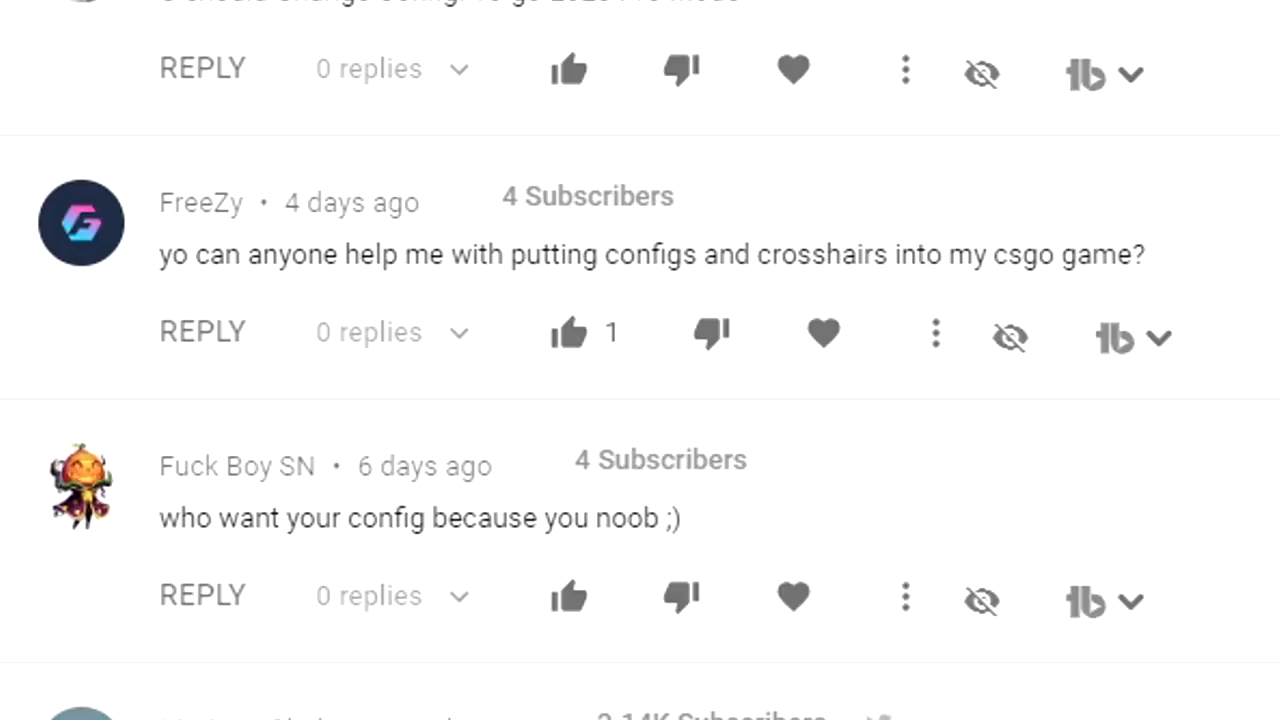 REPLY 0 replies
FreeZy • 4 days ago 4 Subscribers
yo can anyone help me with putting configs and crosshairs into my csgo game?
REPLY 0 replies 1
Fuck Boy SN • 6 days ago 4 Subscribers
who want your config because you noob ;)
REPLY 0 replies
2.14K Subscribers